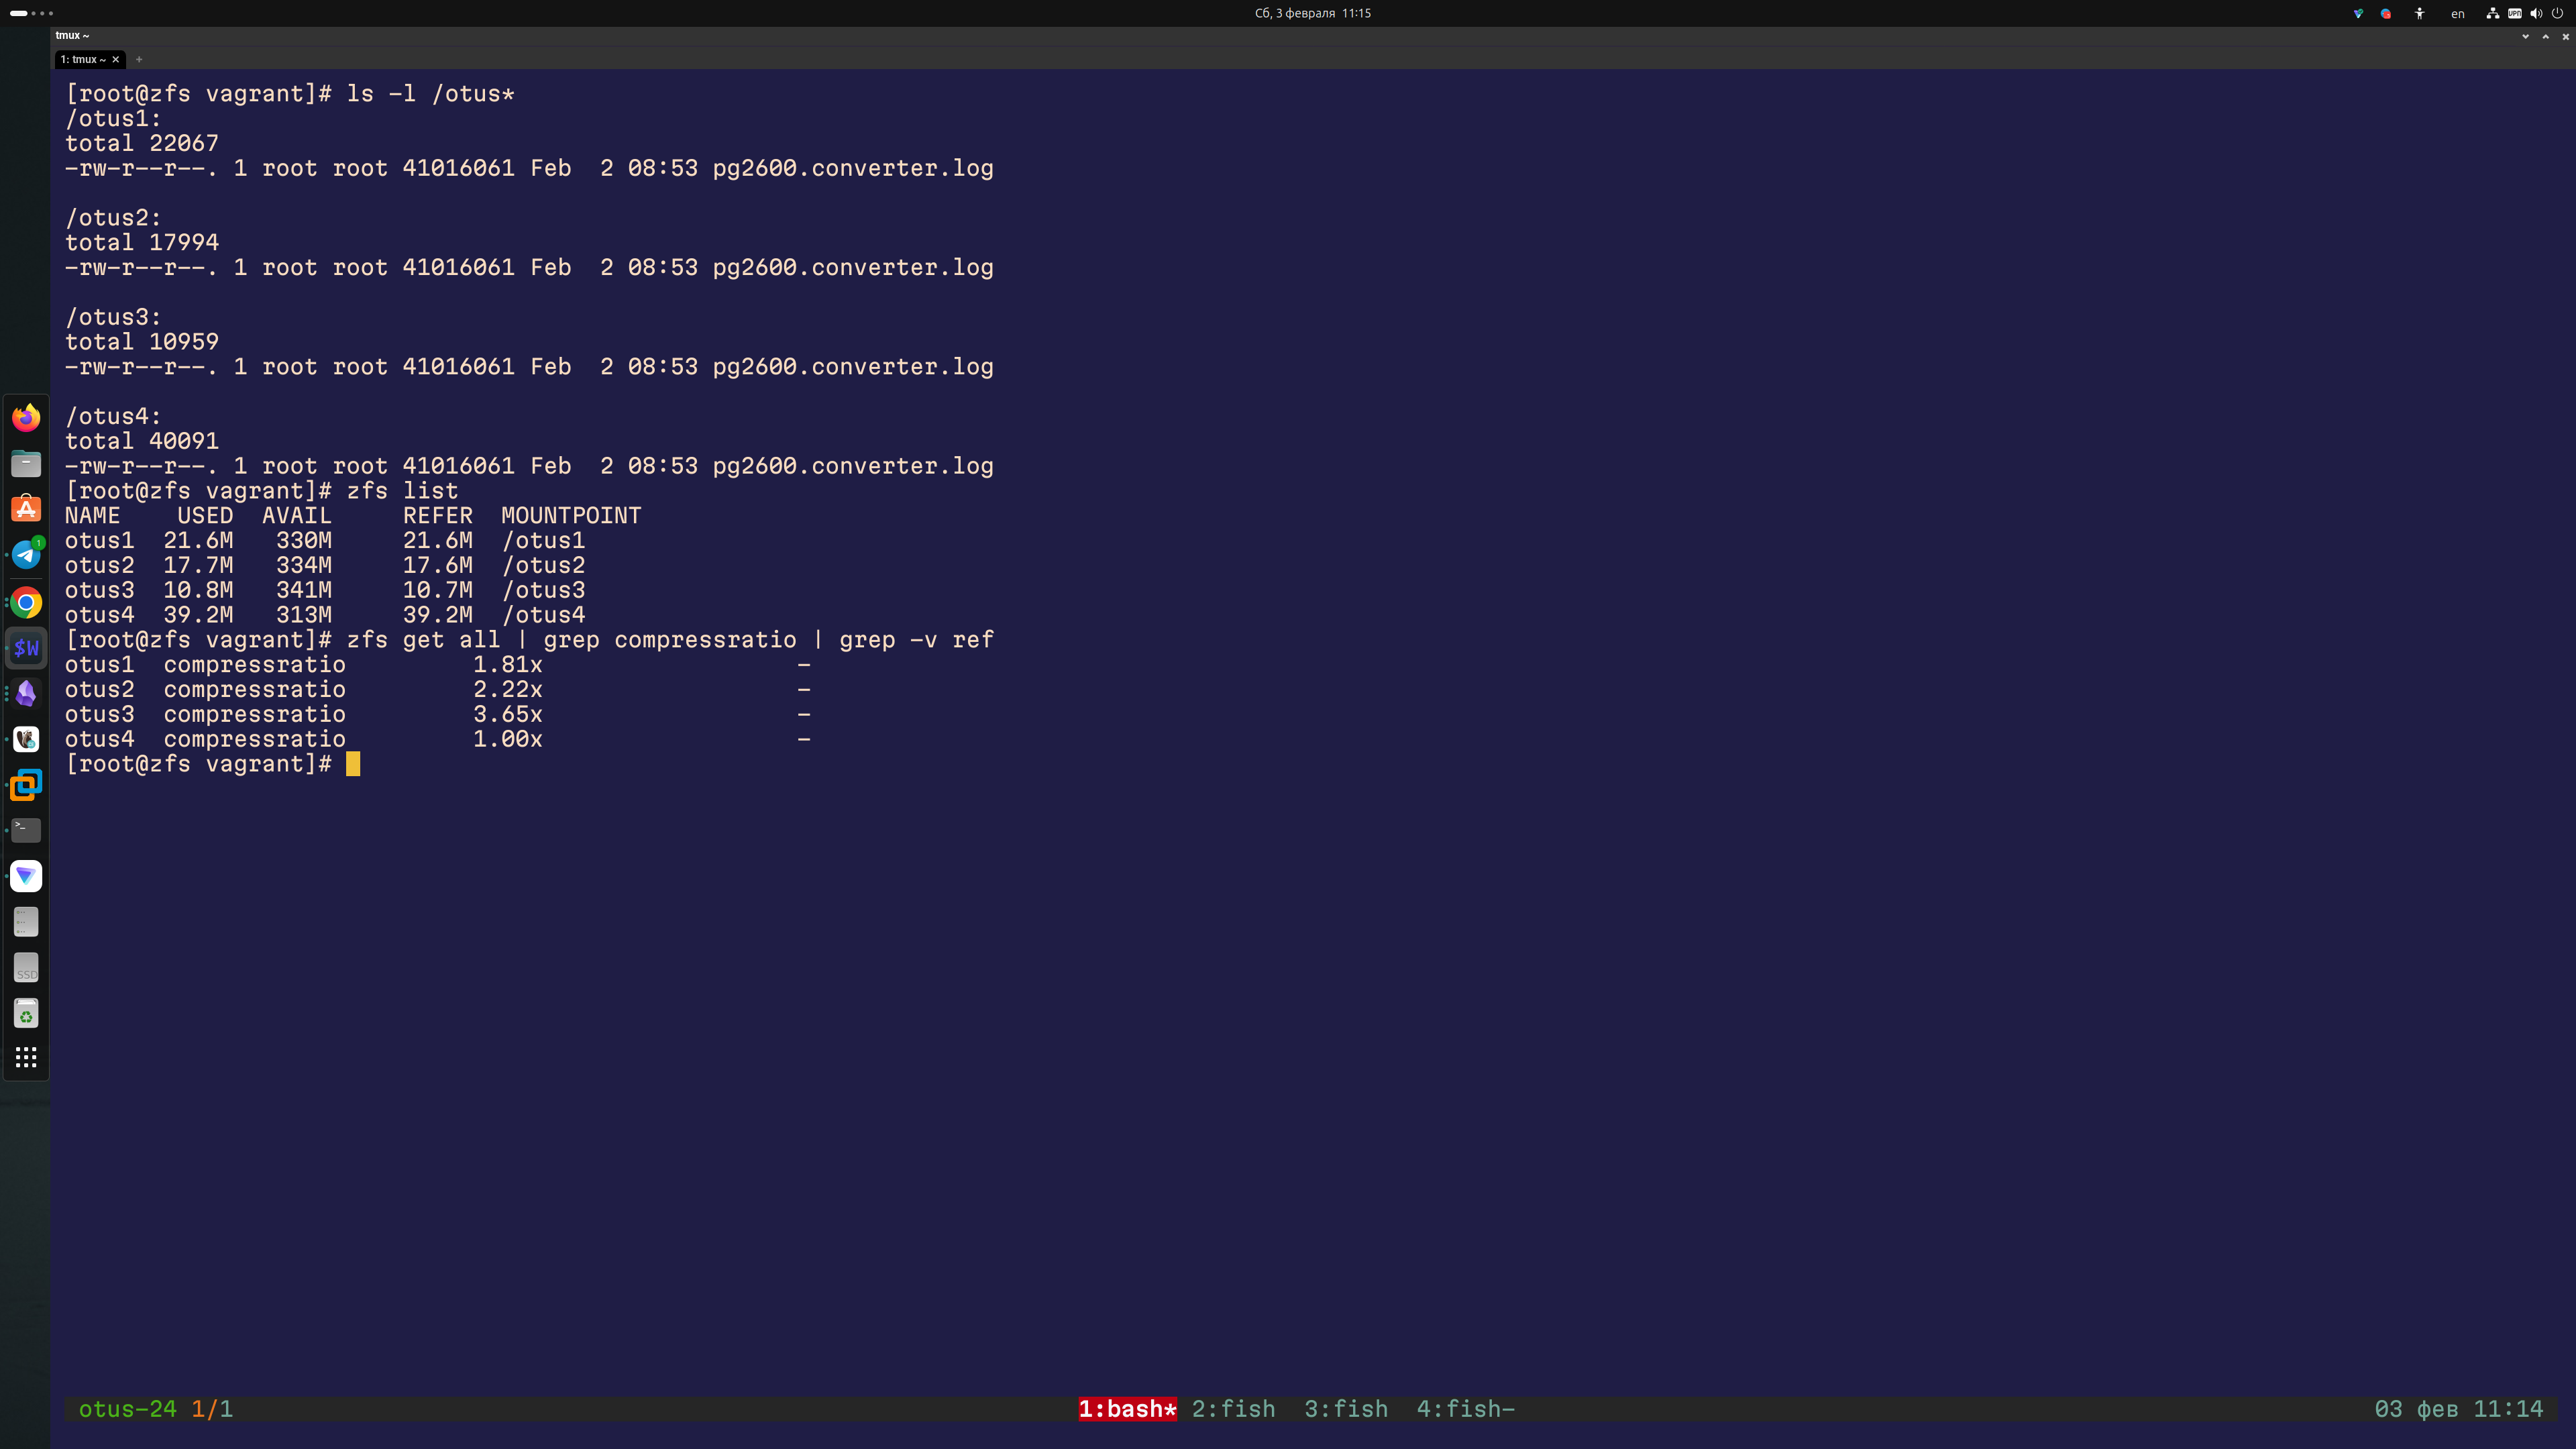 Сб, 3 февраля 11:15
en
VPN
tmux ~
1: tmux ~ × +
[root@zfs vagrant]# ls -l /otus*
/otus1:
total 22067
-rw-r--r--. 1 root root 41016061 Feb  2 08:53 pg2600.converter.log
/otus2:
total 17994
-rw-r--r--. 1 root root 41016061 Feb  2 08:53 pg2600.converter.log
/otus3:
total 10959
-rw-r--r--. 1 root root 41016061 Feb  2 08:53 pg2600.converter.log
/otus4:
total 40091
-rw-r--r--. 1 root root 41016061 Feb  2 08:53 pg2600.converter.log
[root@zfs vagrant]# zfs list
NAME    USED  AVAIL     REFER  MOUNTPOINT
otus1  21.6M   330M     21.6M  /otus1
otus2  17.7M   334M     17.6M  /otus2
otus3  10.8M   341M     10.7M  /otus3
otus4  39.2M   313M     39.2M  /otus4
[root@zfs vagrant]# zfs get all | grep compressratio | grep -v ref
otus1  compressratio         1.81x                  -
otus2  compressratio         2.22x                  -
otus3  compressratio         3.65x                  -
otus4  compressratio         1.00x                  -
[root@zfs vagrant]#
1
$W
>_
SSD
otus-24 1/1 1:bash* 2:fish  3:fish  4:fish- 03 фев 11:14